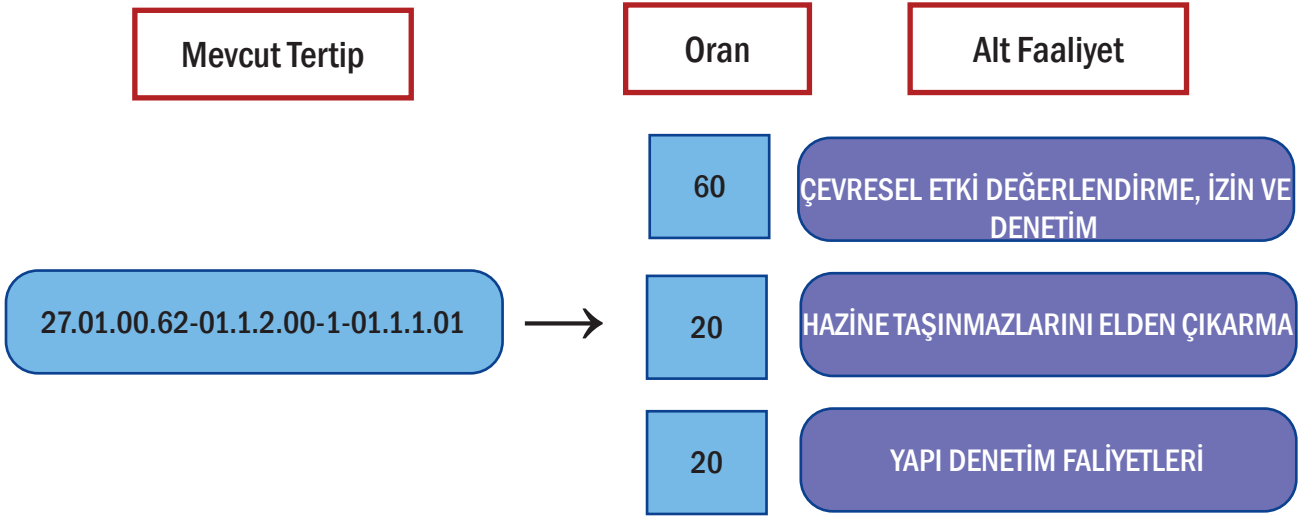 Mevcut Tertip
Oran
Alt Faaliyet
60
ÇEVRESEL ETKİ DEĞERLENDİRME, İZİN VE
DENETİM
27.01.00.62-01.1.2.00-1-01.1.1.01
20
HAZİNE TAŞINMAZLARINI ELDEN ÇIKARMA
20
YAPI DENETİM FALİYETLERİ